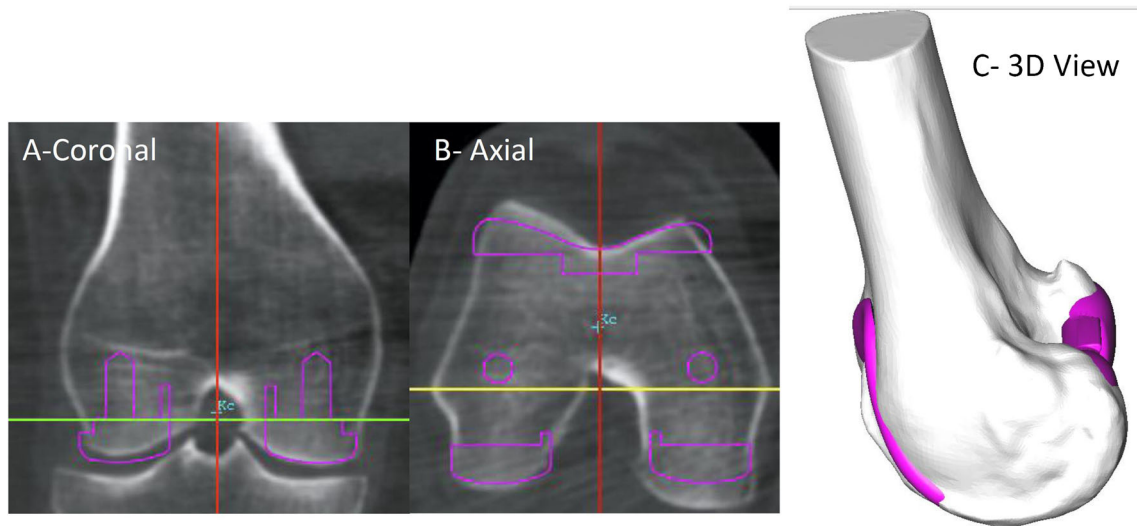 A-Coronal
B- Axial
C- 3D View
Kc
Kc